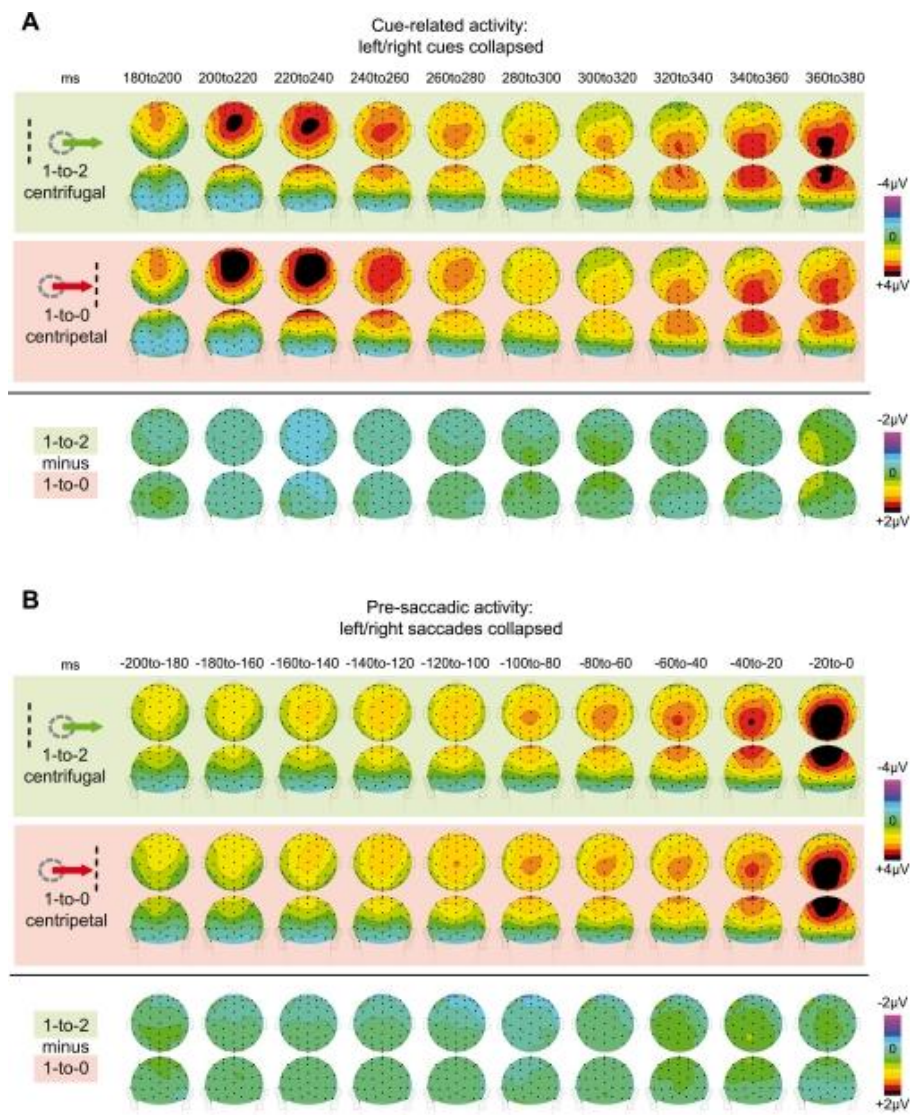 A
Cue-related activity:
left/right cues collapsed
ms 180to200 200to220 220to240 240to260 260to280 280to300 300to320 320to340 340to360 360to380
1-to-2
centrifugal
-4µV
0
+4µV
1-to-0
centripetal
1-to-2
minus
1-to-0
-2µV
0
+2µV
B
Pre-saccadic activity:
left/right saccades collapsed
ms -200to-180 -180to-160 -160to-140 -140to-120 -120to-100 -100to-80 -80to-60 -60to-40 -40to-20 -20to-0
1-to-2
centrifugal
-4µV
0
+4µV
1-to-0
centripetal
1-to-2
minus
1-to-0
-2µV
0
+2µV